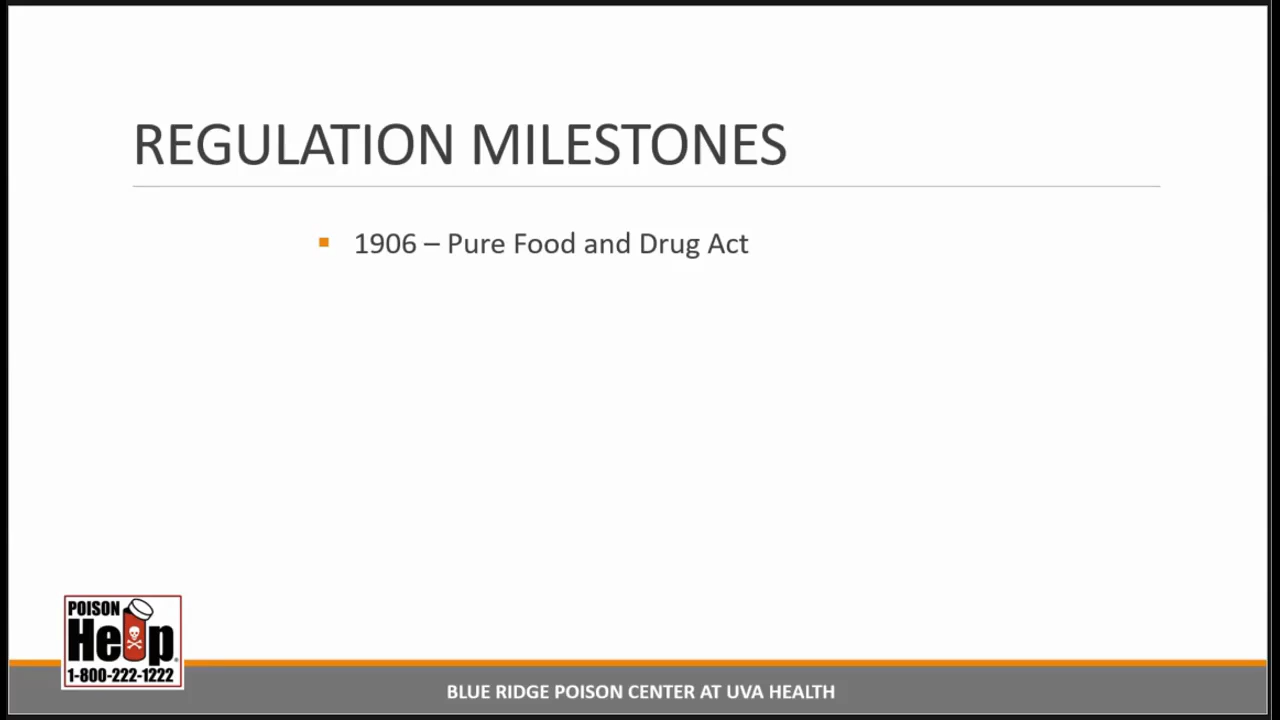 REGULATION MILESTONES
▪ 1906 – Pure Food and Drug Act
POISON
Help®
1-800-222-1222
BLUE RIDGE POISON CENTER AT UVA HEALTH